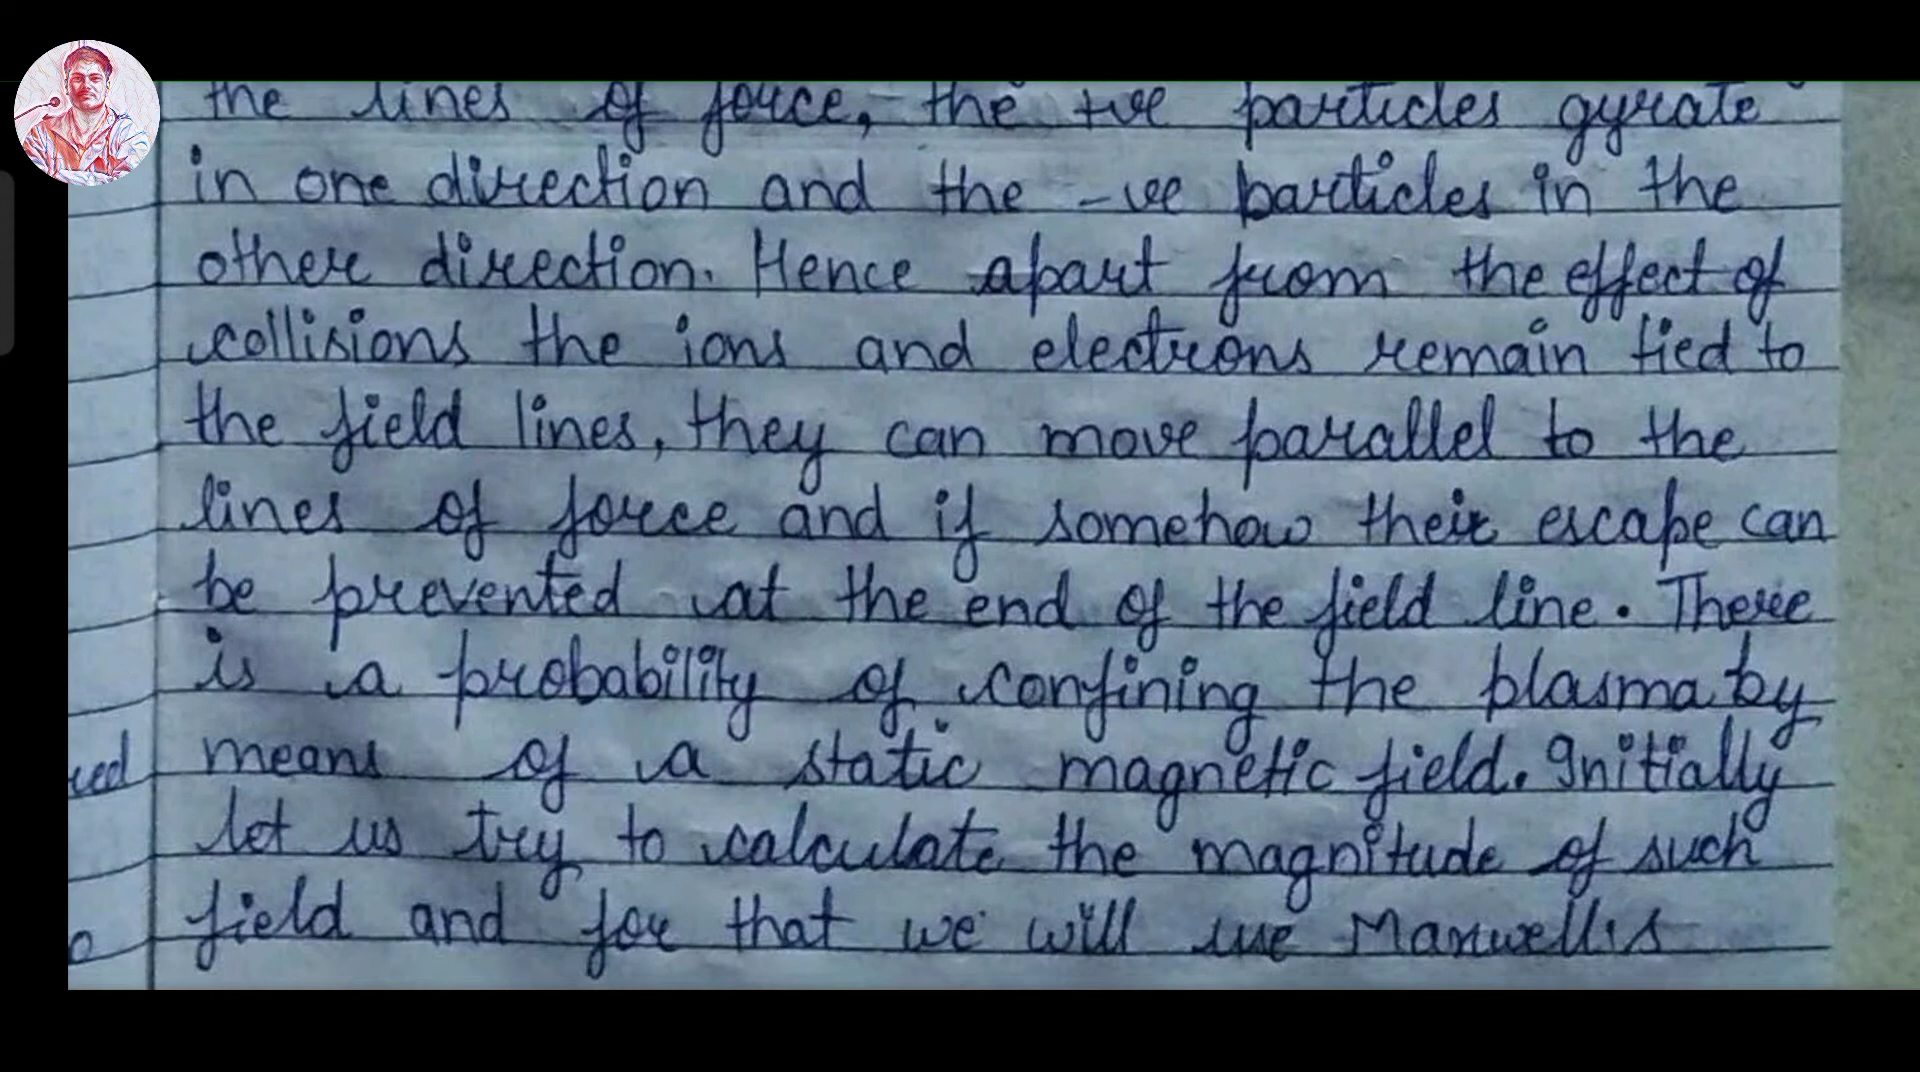 the lines of force, the +ve particles gyrate
in one direction and the -ve particles in the
other direction. Hence apart from the effect of
collisions the ions and electrons remain tied to
the field lines, they can move parallel to the
lines of force and if somehow their escape can
be prevented at the end of the field line. There
is a probability of confining the plasma by
means of a static magnetic field. Initially
let us try to calculate the magnitude of such
field and for that we will use Maxwell's